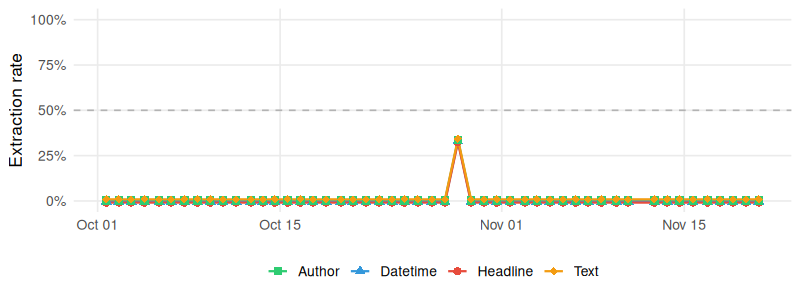 100%
75%
50%
25%
0%
Extraction rate
Oct 01 Oct 15 Nov 01 Nov 15
Author Datetime Headline Text